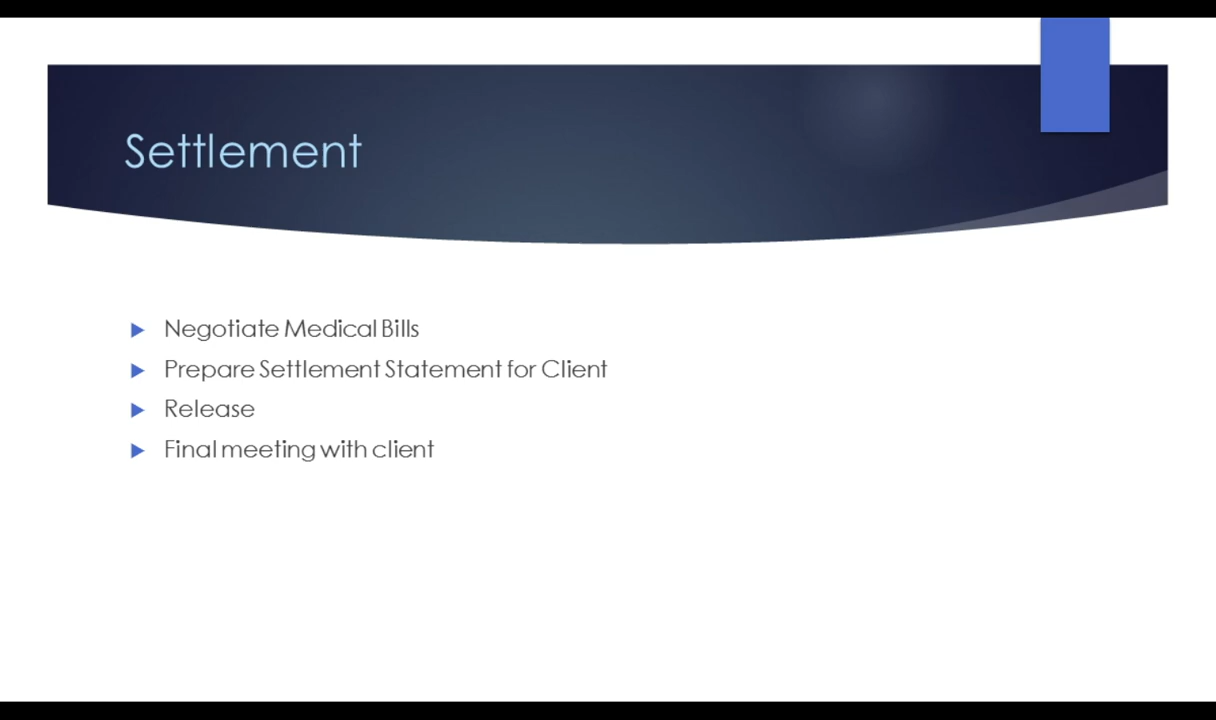 Settlement
Negotiate Medical Bills
Prepare Settlement Statement for Client
Release
Final meeting with client